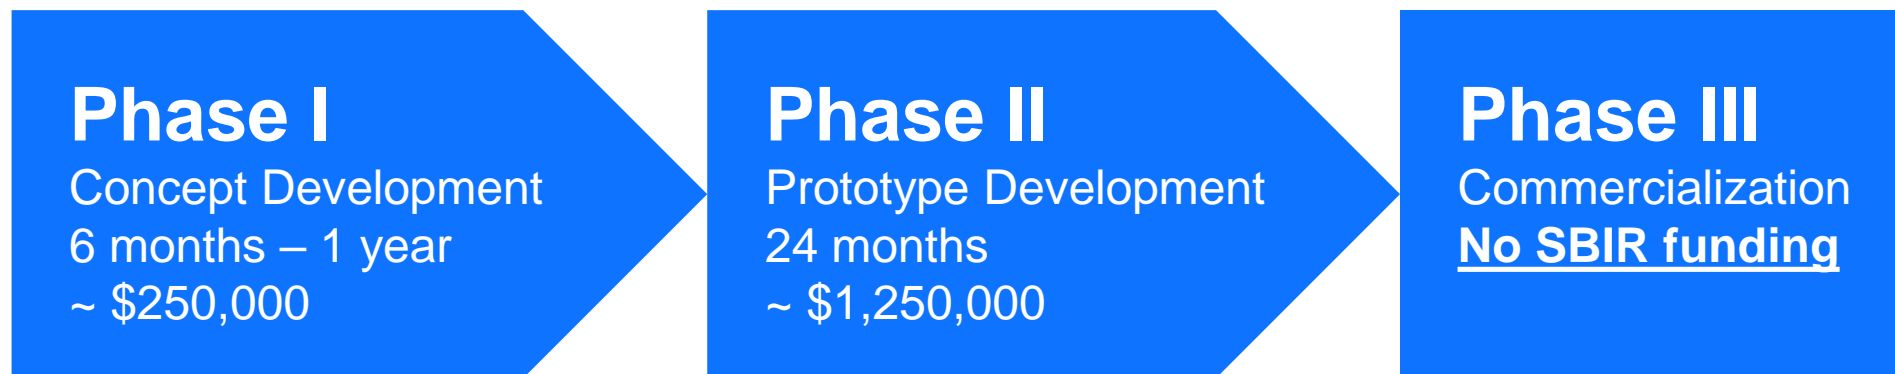 Phase I
Concept Development
6 months – 1 year
~ $250,000
Phase II
Prototype Development
24 months
~ $1,250,000
Phase III
Commercialization
No SBIR funding